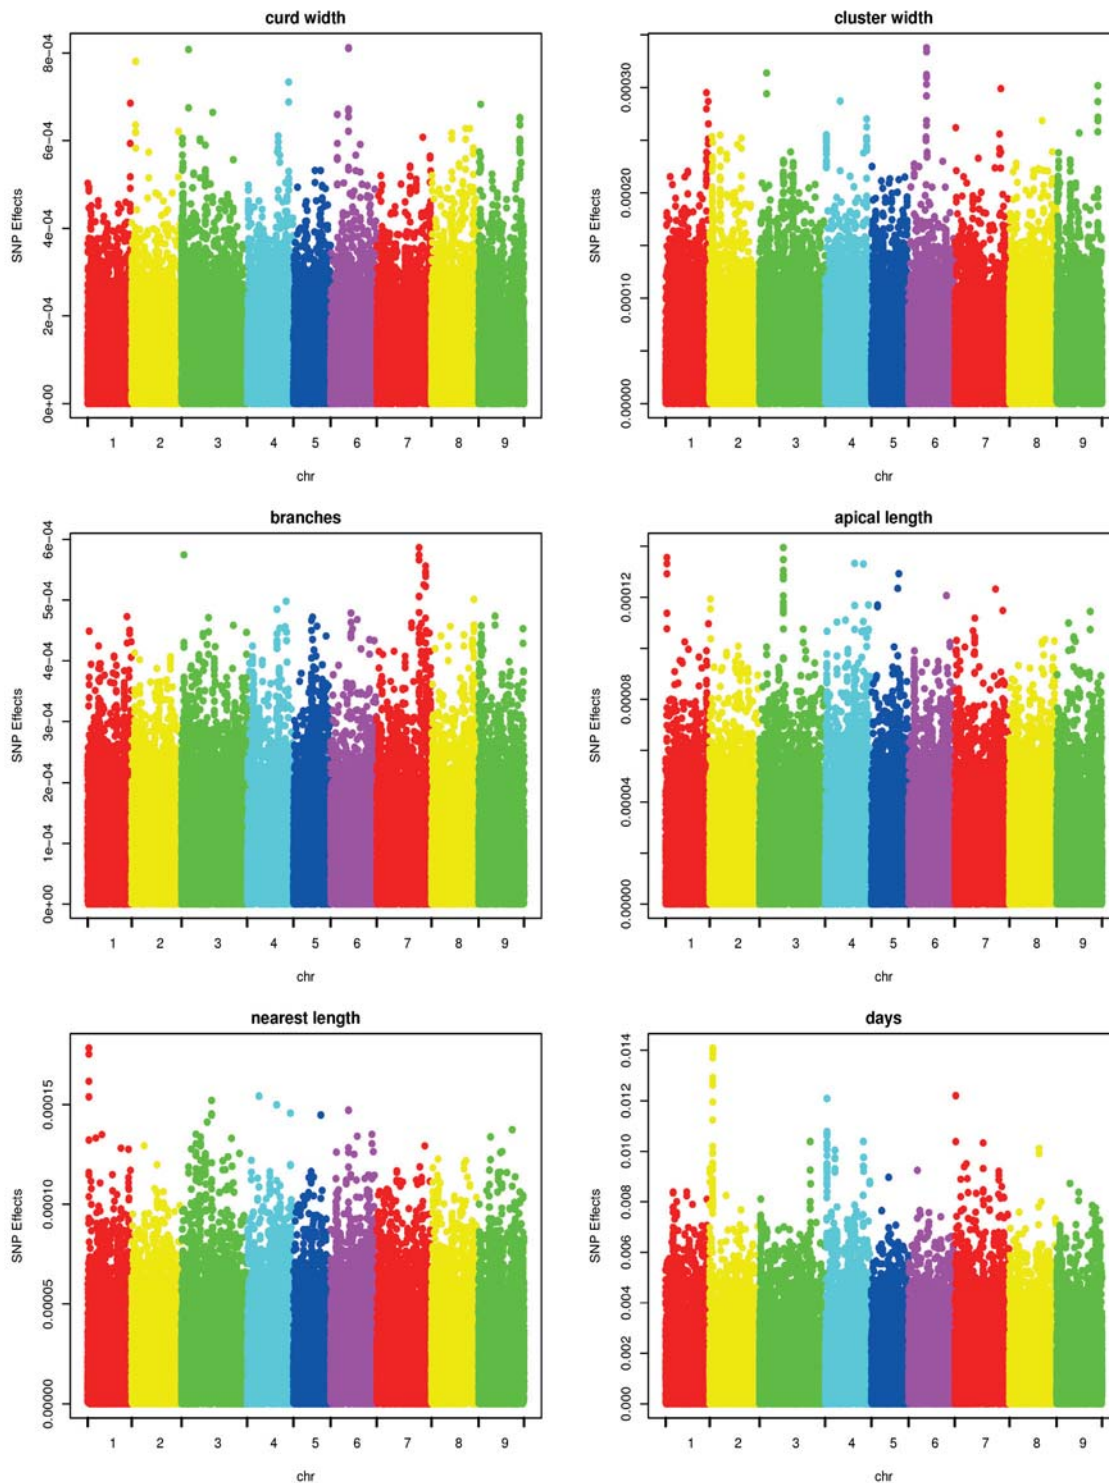 curd width
8e-04
6e-04
4e-04
2e-04
0e+00
SNP Effects
1 2 3 4 5 6 7 8 9
chr
cluster width
0.00030
0.00020
0.00010
0.00000
SNP Effects
1 2 3 4 5 6 7 8 9
chr
branches
6e-04
5e-04
4e-04
3e-04
2e-04
1e-04
0e+00
SNP Effects
1 2 3 4 5 6 7 8 9
chr
apical length
0.00012
0.00008
0.00004
0.00000
SNP Effects
1 2 3 4 5 6 7 8 9
chr
nearest length
0.00015
0.00010
0.00005
0.00000
SNP Effects
1 2 3 4 5 6 7 8 9
chr
days
0.014
0.012
0.010
0.008
0.006
0.004
0.002
0.000
SNP Effects
1 2 3 4 5 6 7 8 9
chr